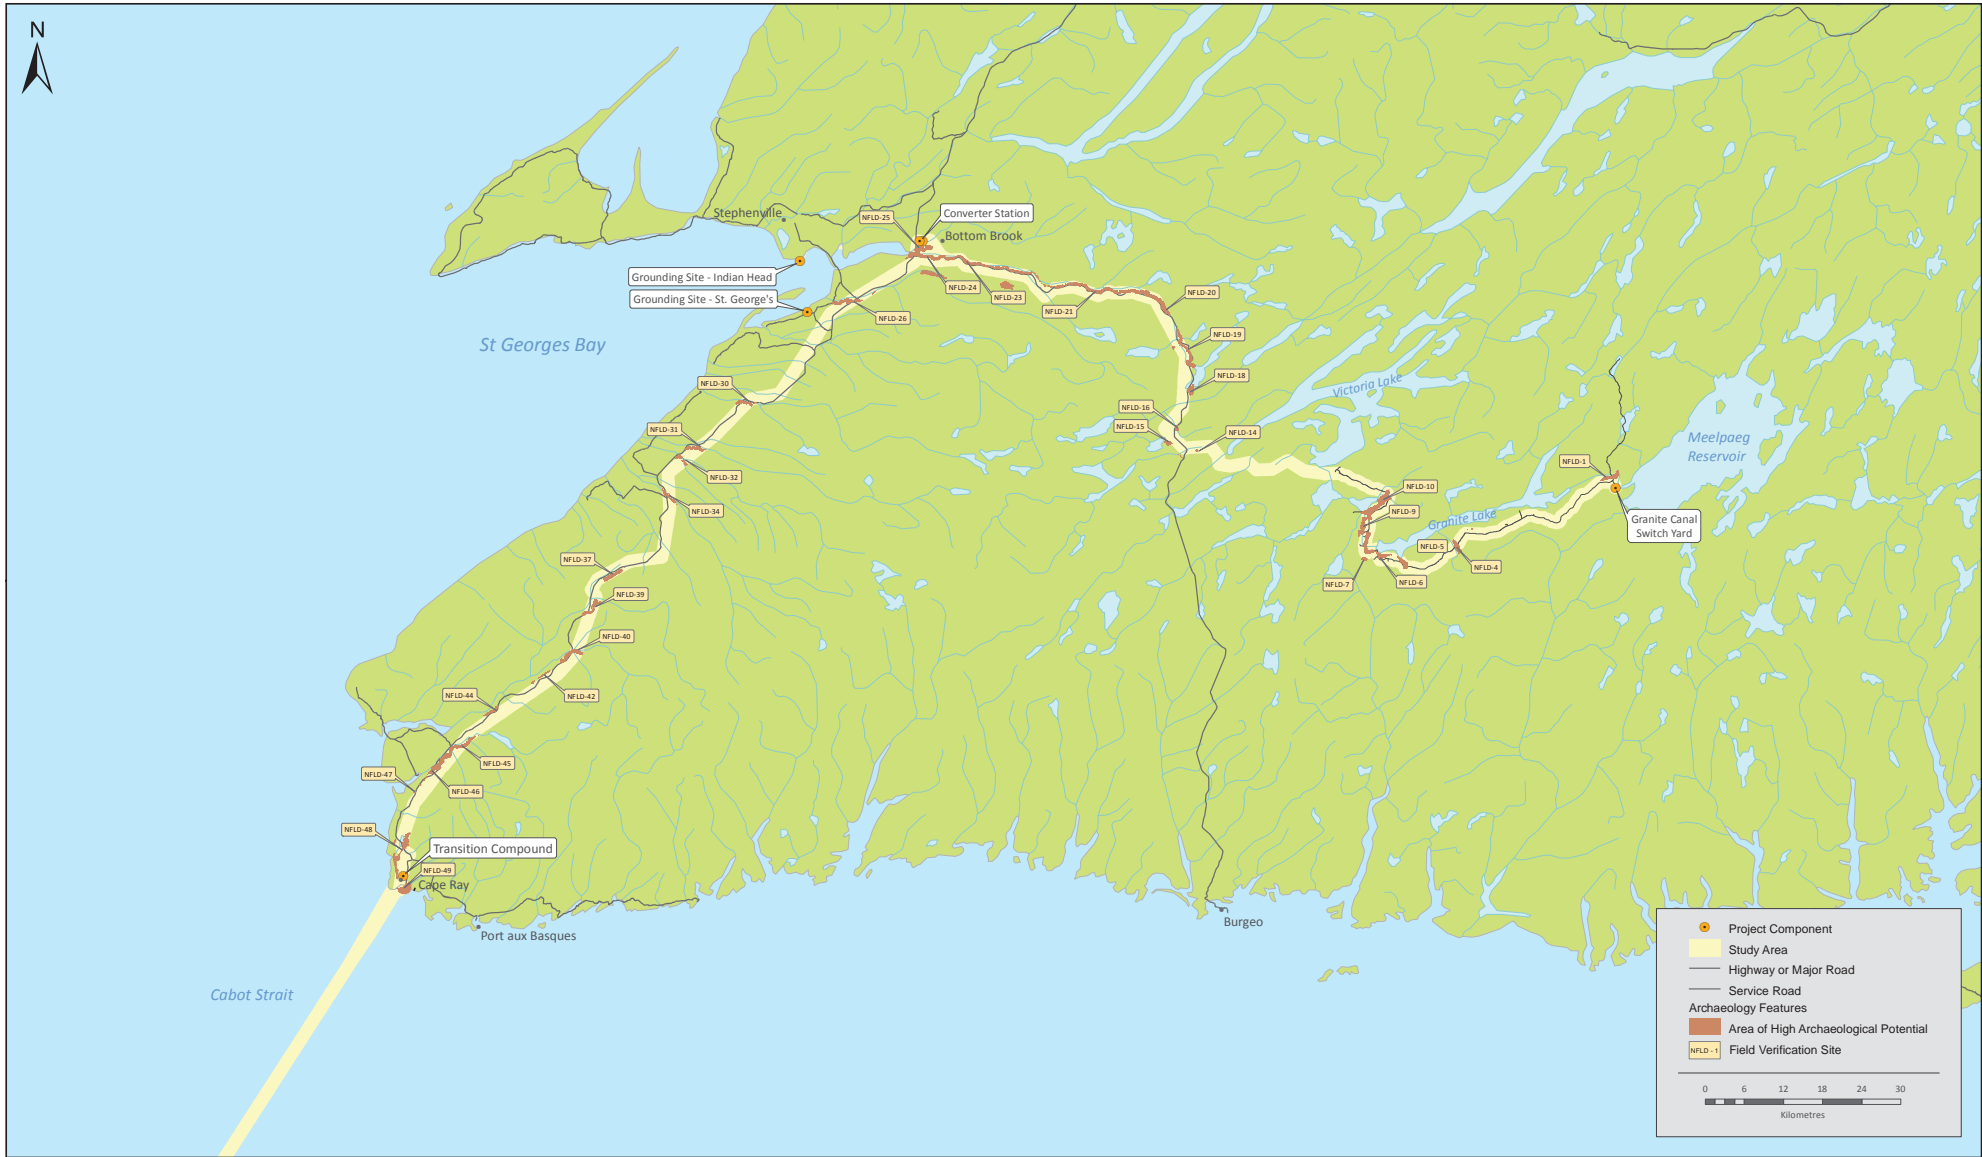 N
Stephenville
NFLD-25
Converter Station
Bottom Brook
Grounding Site - Indian Head
Grounding Site - St. George's
NFLD-24
NFLD-23
NFLD-21
NFLD-20
NFLD-26
NFLD-19
St Georges Bay
NFLD-18
NFLD-30
Victoria Lake
NFLD-16
NFLD-15
NFLD-14
NFLD-31
NFLD-32
Meelpaeg
Reservoir
NFLD-1
NFLD-10
NFLD-34
NFLD-9
Granite Lake
Granite Canal
Switch Yard
NFLD-5
NFLD-4
NFLD-37
NFLD-7
NFLD-6
NFLD-39
NFLD-40
NFLD-44
NFLD-42
NFLD-45
NFLD-47
NFLD-46
NFLD-48
Transition Compound
NFLD-49
Cape Ray
Port aux Basques
Burgeo
Cabot Strait
Project Component
Study Area
Highway or Major Road
Service Road
Archaeology Features
Area of High Archaeological Potential
NFLD - 1
Field Verification Site
0 6 12 18 24 30
Kilometres